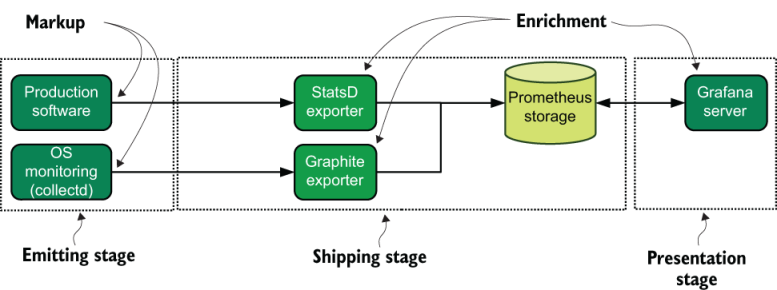 Markup
Enrichment
Production
software
StatsD
exporter
Prometheus
storage
Grafana
server
OS
monitoring
(collectd)
Graphite
exporter
Emitting stage
Shipping stage
Presentation
stage